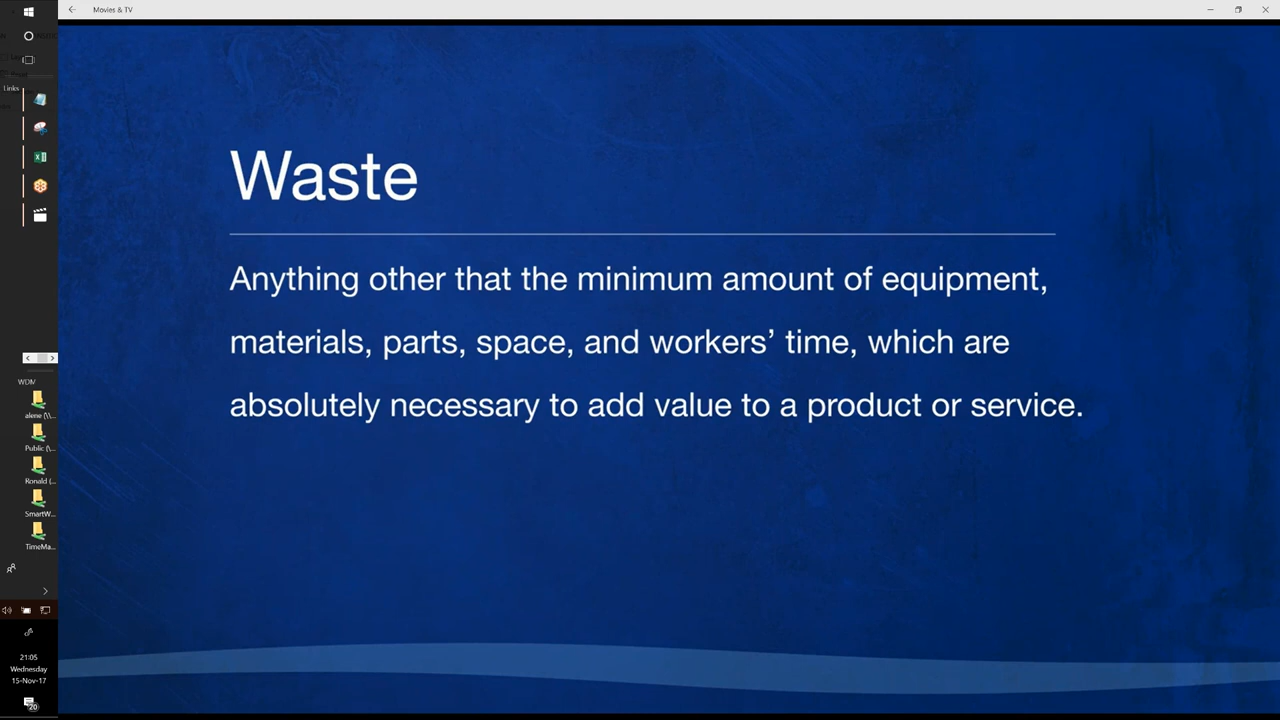 Movies & TV
Links
Waste
Anything other that the minimum amount of equipment,
materials, parts, space, and workers’ time, which are
absolutely necessary to add value to a product or service.
WDM
alene (\\...
Public (\...
Ronald (...
SmartW...
TimeMa...
21:05
Wednesday
15-Nov-17
20